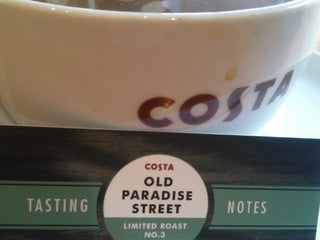 COSTA
COSTA
OLD
PARADISE
STREET
TASTING
NOTES
LIMITED ROAST
NO.3